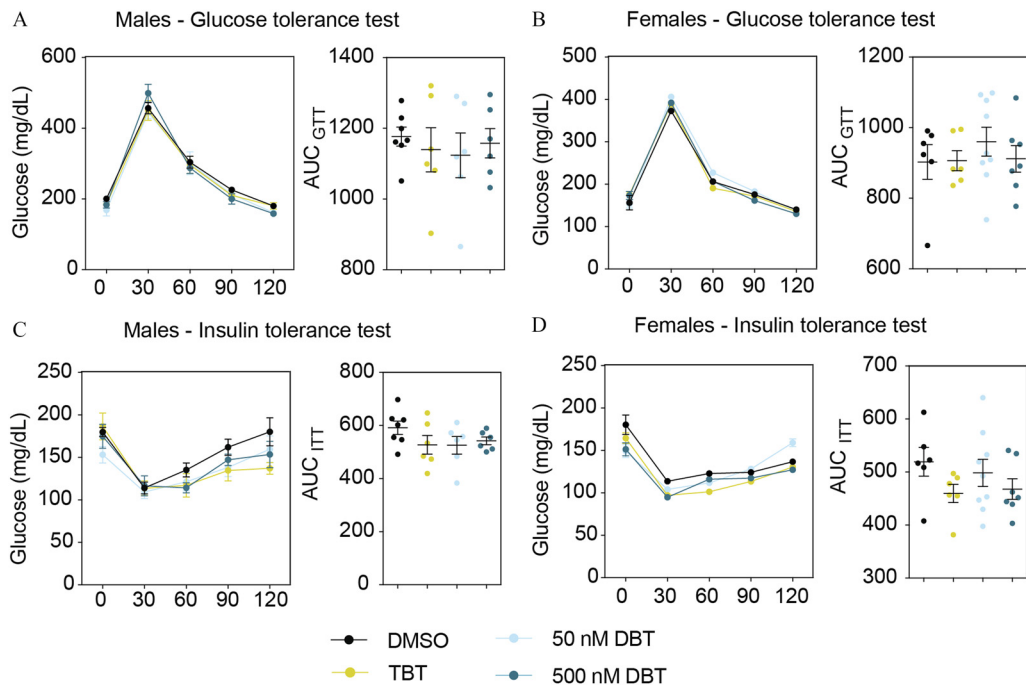 A Males - Glucose tolerance test
Glucose (mg/dL)
600
400
200
0
0 30 60 90 120
AUC GTT
1400
1200
1000
800
B Females - Glucose tolerance test
Glucose (mg/dL)
500
400
300
200
100
0
0 30 60 90 120
AUC GTT
1200
1000
800
600
C Males - Insulin tolerance test
Glucose (mg/dL)
250
200
150
100
50
0
0 30 60 90 120
AUC ITT
800
600
400
200
0
D Females - Insulin tolerance test
Glucose (mg/dL)
250
200
150
100
50
0
0 30 60 90 120
AUC ITT
700
600
500
400
300
DMSO
50 nM DBT
TBT
500 nM DBT